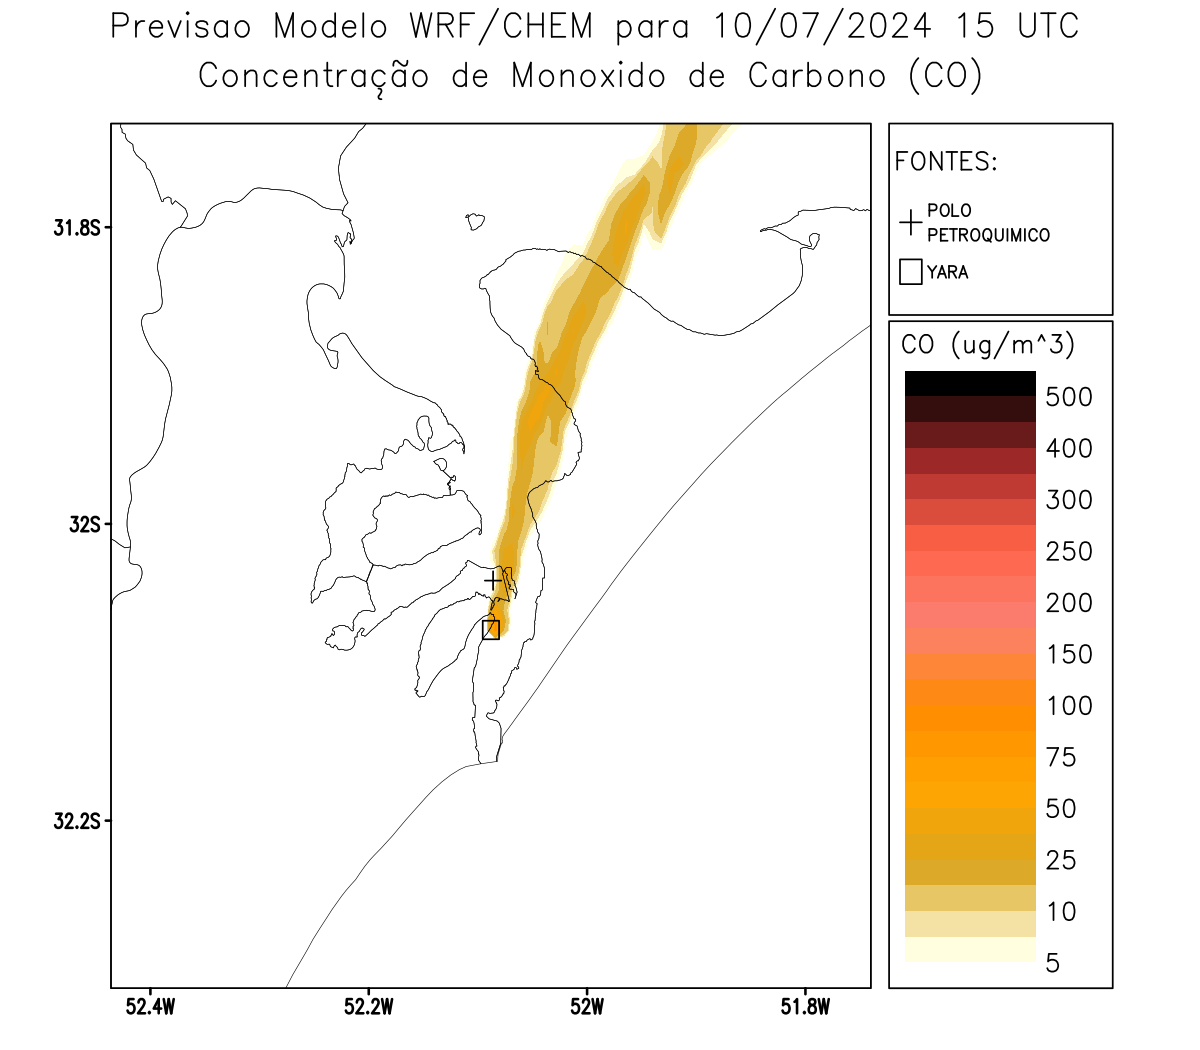 Previsao Modelo WRF/CHEM para 10/07/2024 15 UTC
Concentração de Monoxido de Carbono (CO)
FONTES:
POLO
PETROQUIMICO
YARA
CO (ug/m^3)
500
400
300
250
200
150
100
75
50
25
10
5
31.8S
32S
32.2S
52.4W
52.2W
52W
51.8W